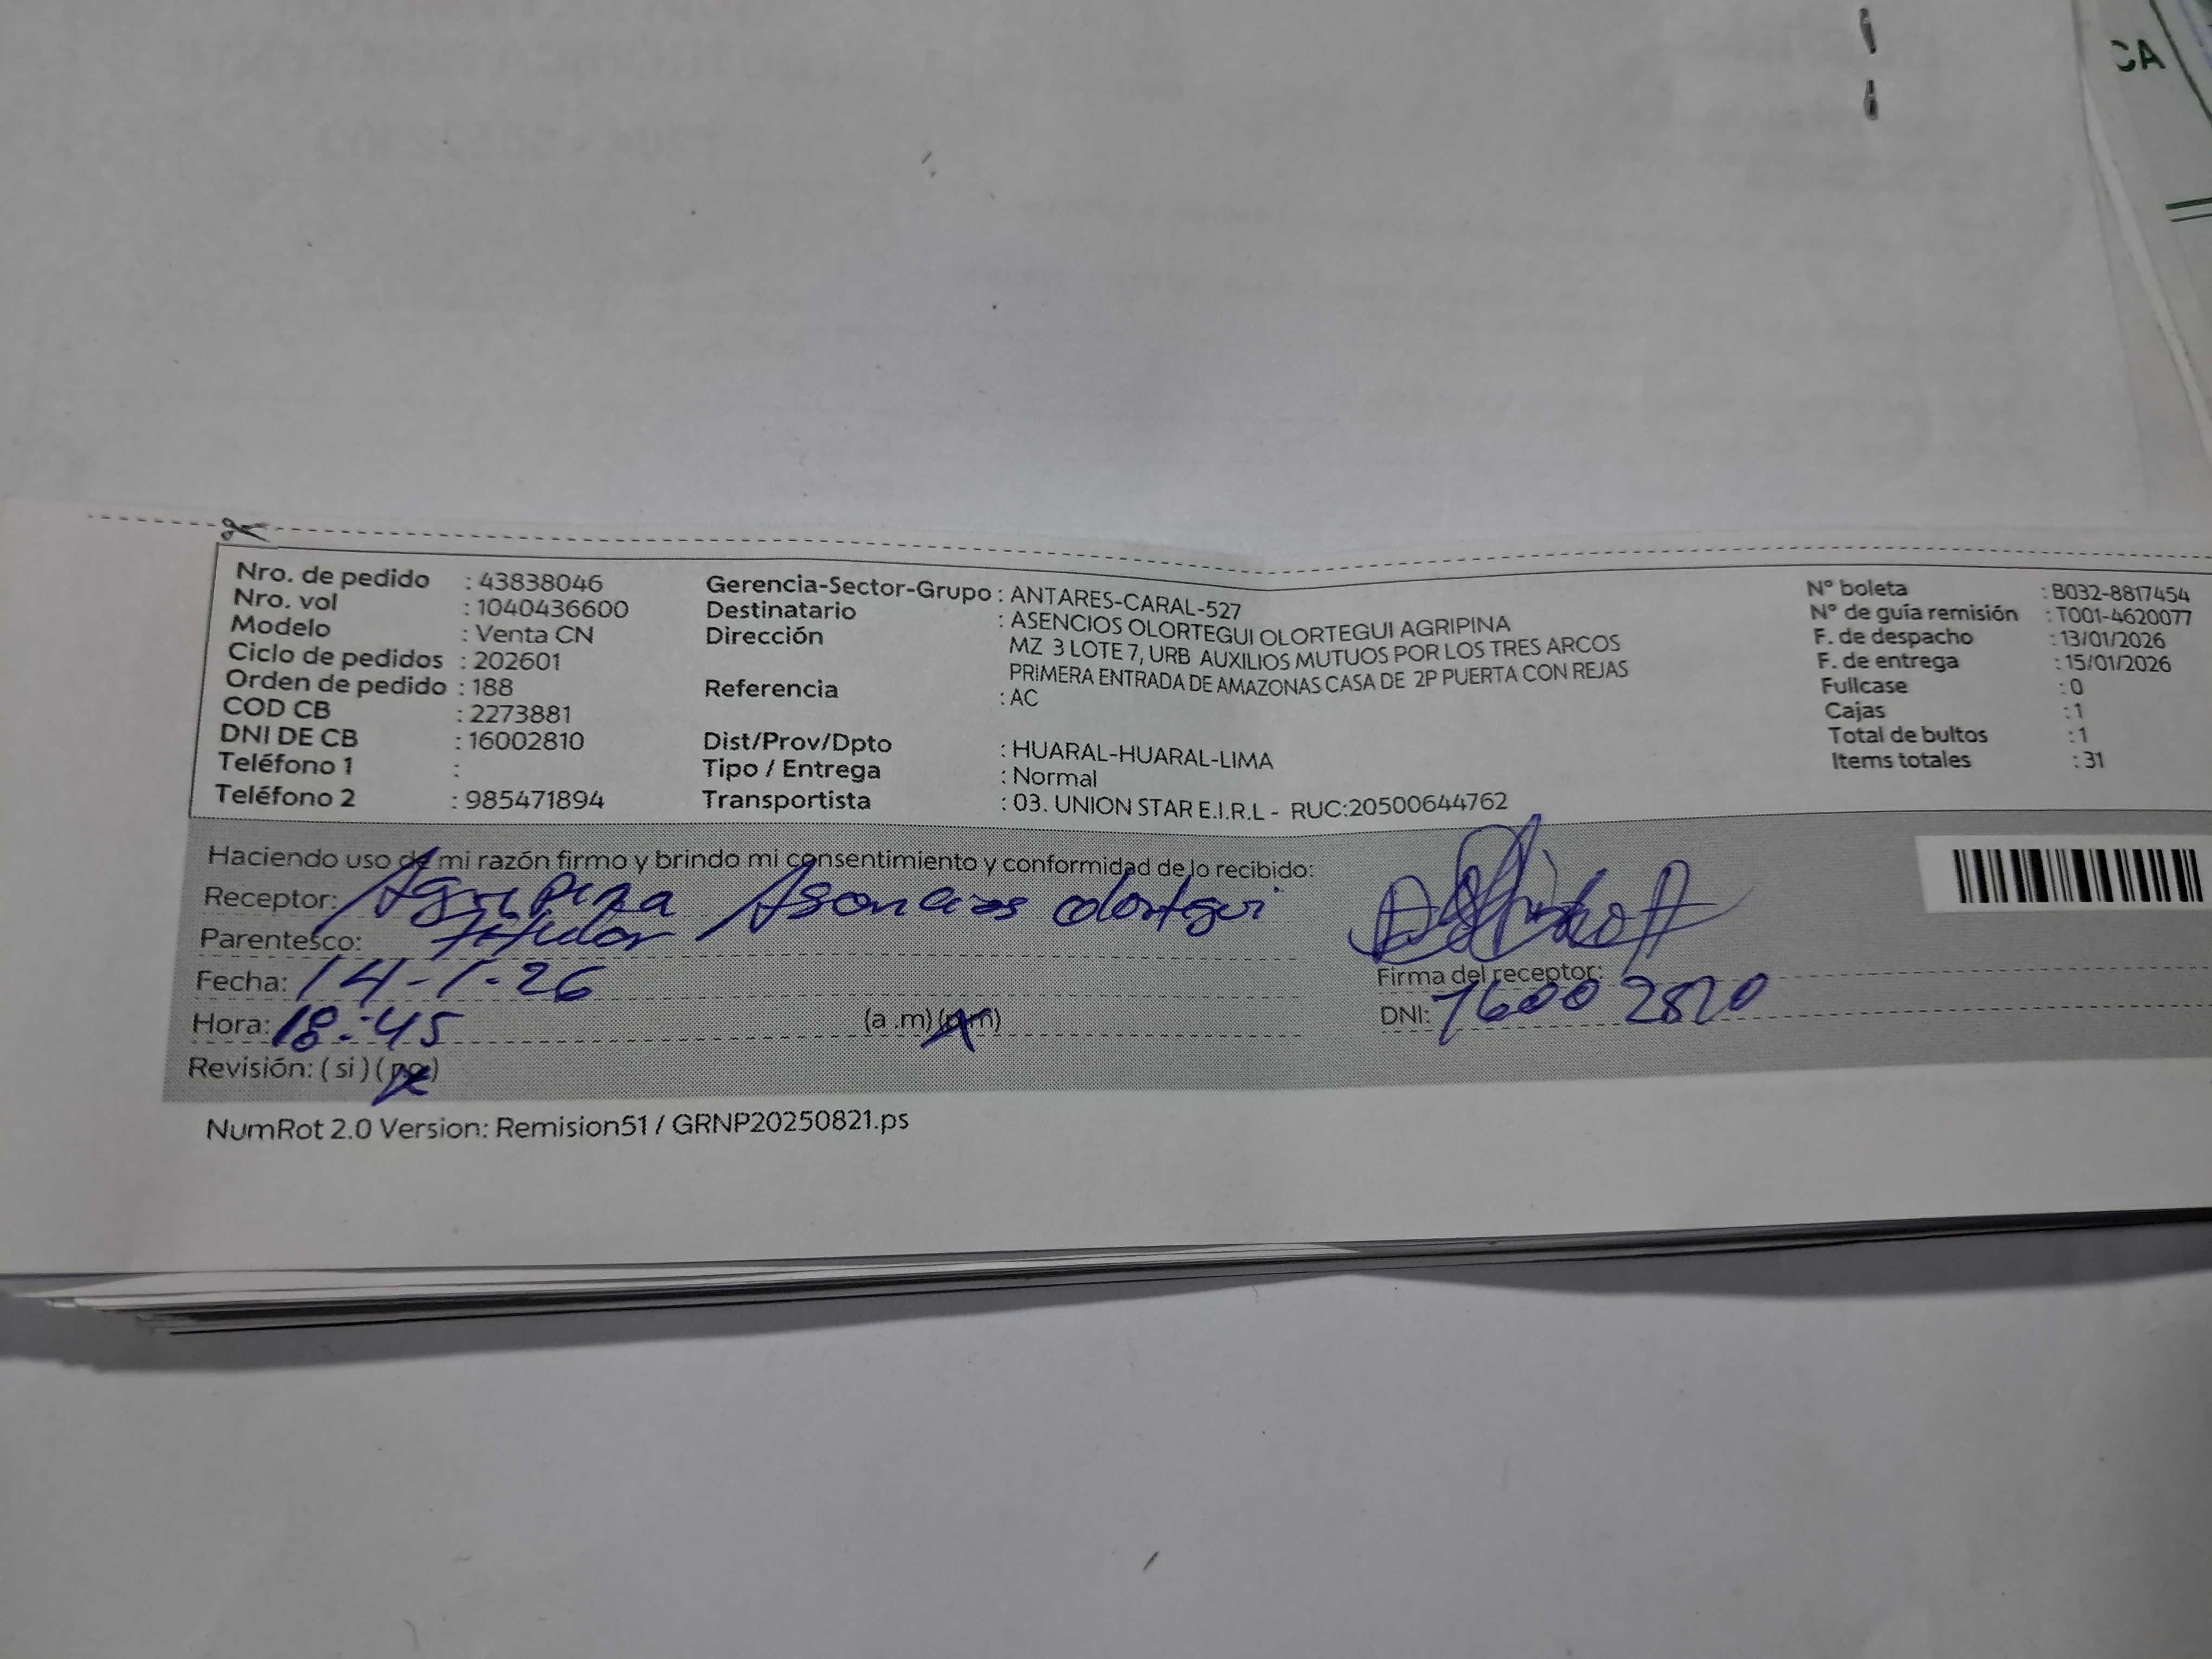 CA
Nro. de pedido : 43838046
Nro. vol : 1040436600
Modelo : Venta CN
Ciclo de pedidos : 202601
Orden de pedido : 188
COD CB : 2273881
DNI DE CB : 16002810
Teléfono 1 :
Teléfono 2 : 985471894
Gerencia-Sector-Grupo : ANTARES-CARAL-527
Destinatario : ASENCIOS OLORTEGUI OLORTEGUI AGRIPINA
Dirección MZ 3 LOTE 7, URB AUXILIOS MUTUOS POR LOS TRES ARCOS
PRIMERA ENTRADA DE AMAZONAS CASA DE 2P PUERTA CON REJAS
Referencia : AC
Dist/Prov/Dpto : HUARAL-HUARAL-LIMA
Tipo / Entrega : Normal
Transportista : 03. UNION STAR E.I.R.L - RUC:20500644762
N° boleta : B032-8817454
N° de guía remisión : T001-4620077
F. de despacho : 13/01/2026
F. de entrega : 15/01/2026
Fullcase : 0
Cajas : 1
Total de bultos : 1
Items totales : 31
Haciendo uso de mi razón firmo y brindo mi consentimiento y conformidad de lo recibido:
Receptor: Agripina Asencios olortegui
Parentesco: titular
Fecha: 14-1-26
Hora: 18:45 (a .m) (p.m)
Revisión: ( si ) ( no )
Firma del receptor:
DNI: 16002810
NumRot 2.0 Version: Remision51 / GRNP20250821.ps